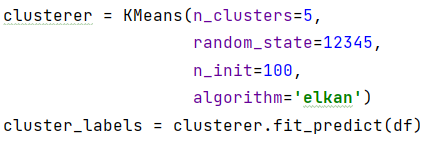 clusterer = KMeans(n_clusters=5,
                   random_state=12345,
                   n_init=100,
                   algorithm='elkan')
cluster_labels = clusterer.fit_predict(df)